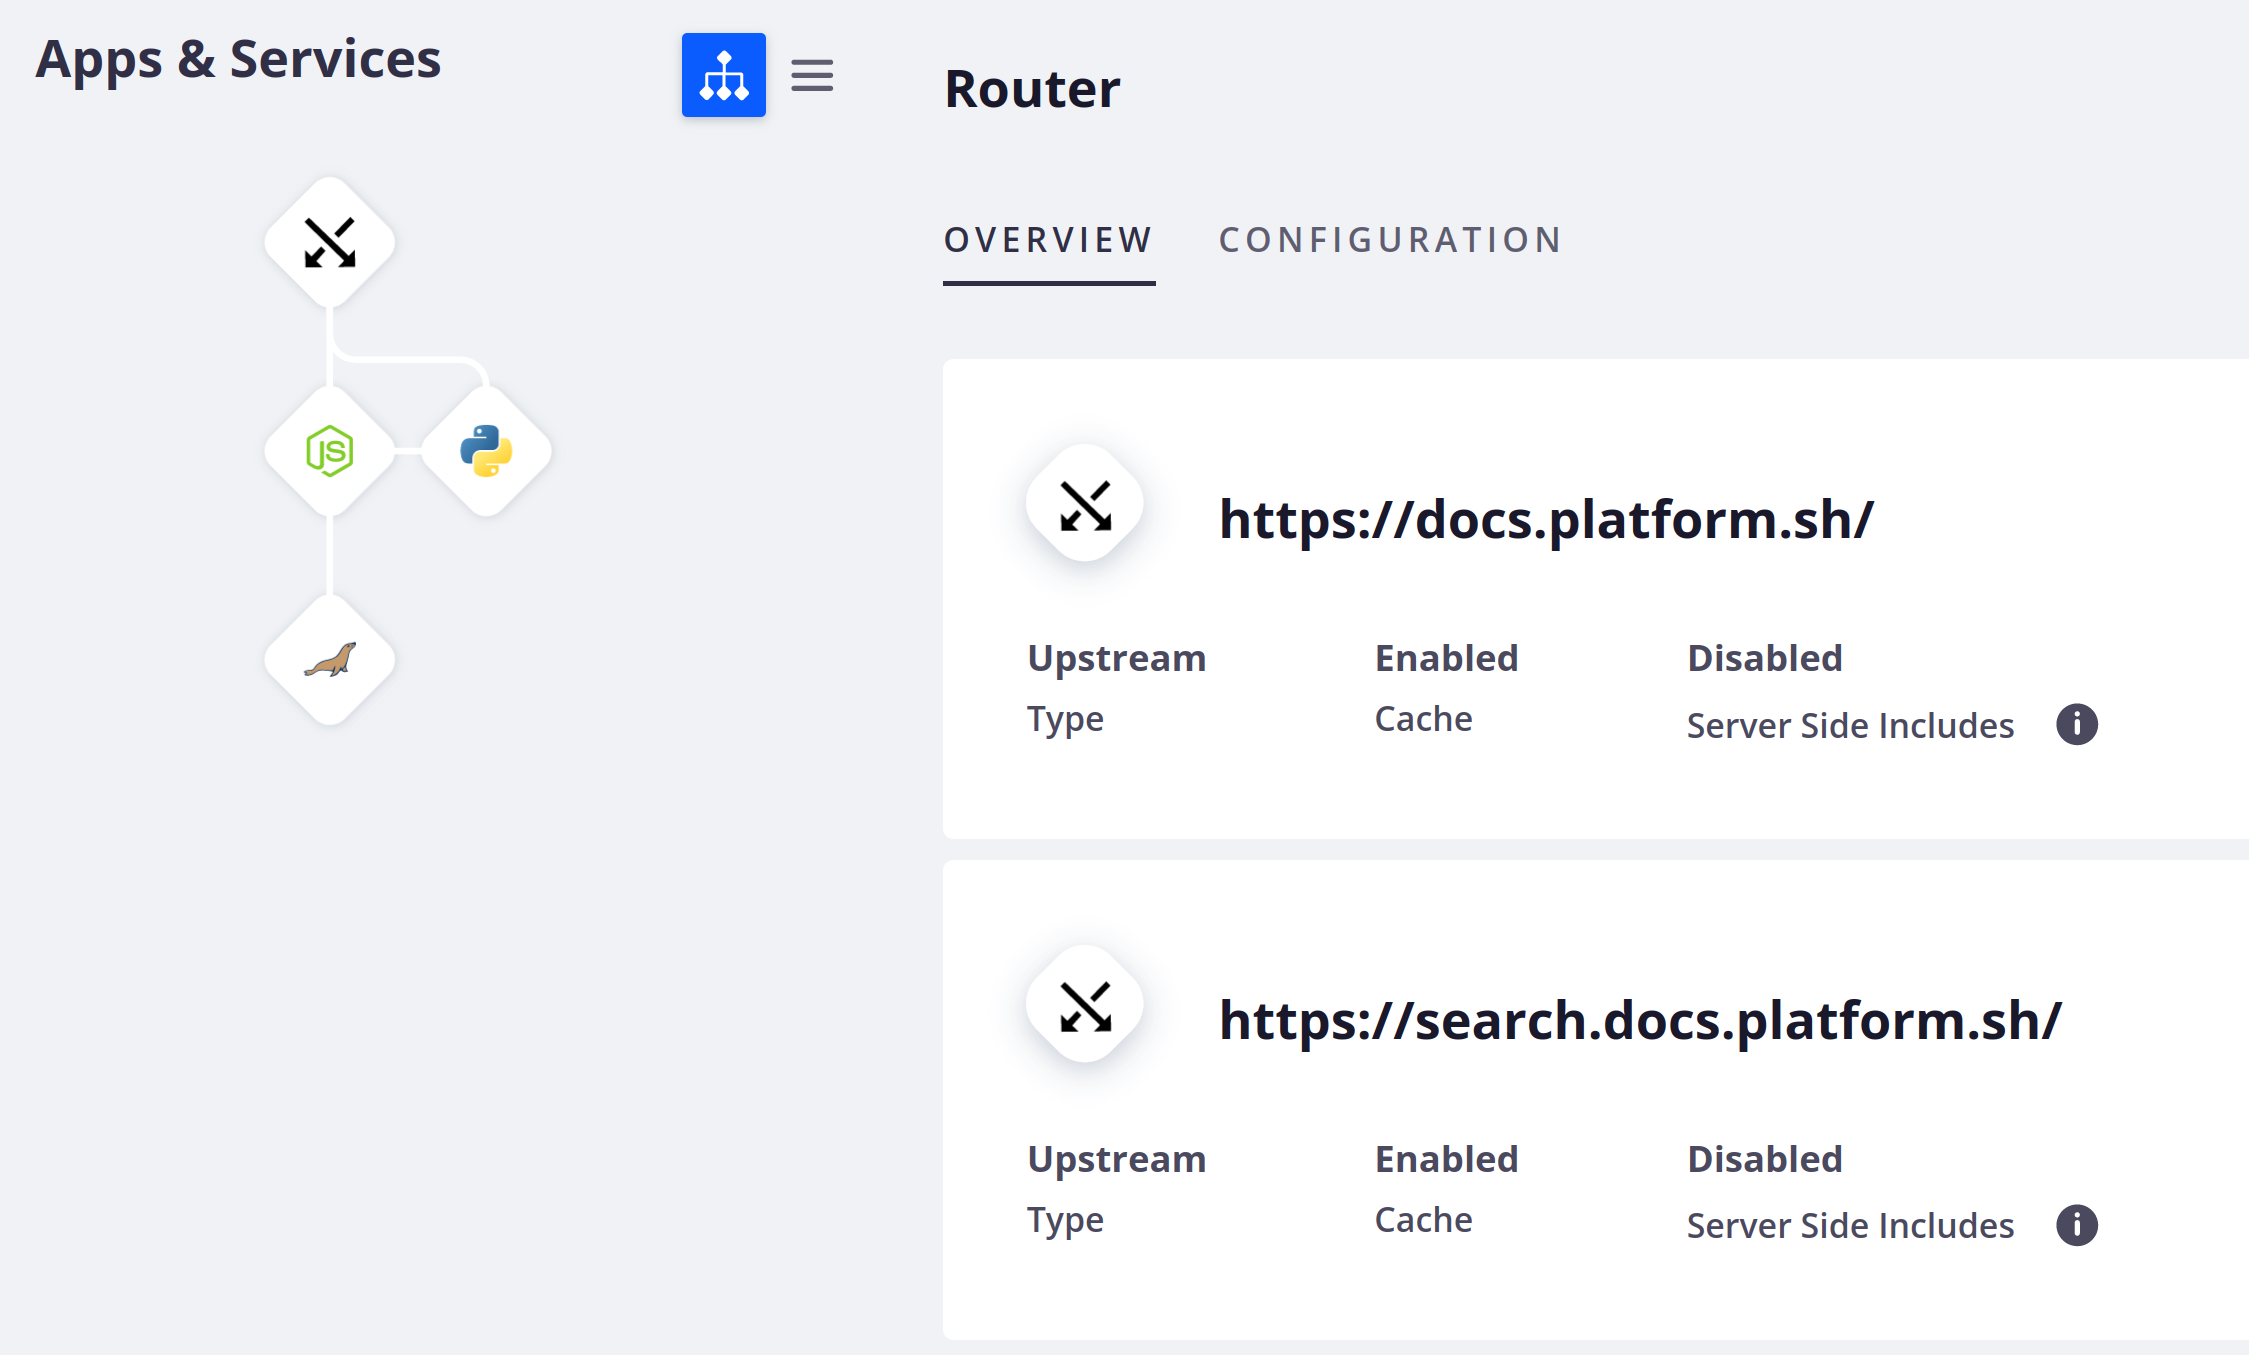 Apps & Services
JS
Router
OVERVIEW CONFIGURATION
https://docs.platform.sh/
Upstream Enabled Disabled
Type Cache Server Side Includes
https://search.docs.platform.sh/
Upstream Enabled Disabled
Type Cache Server Side Includes